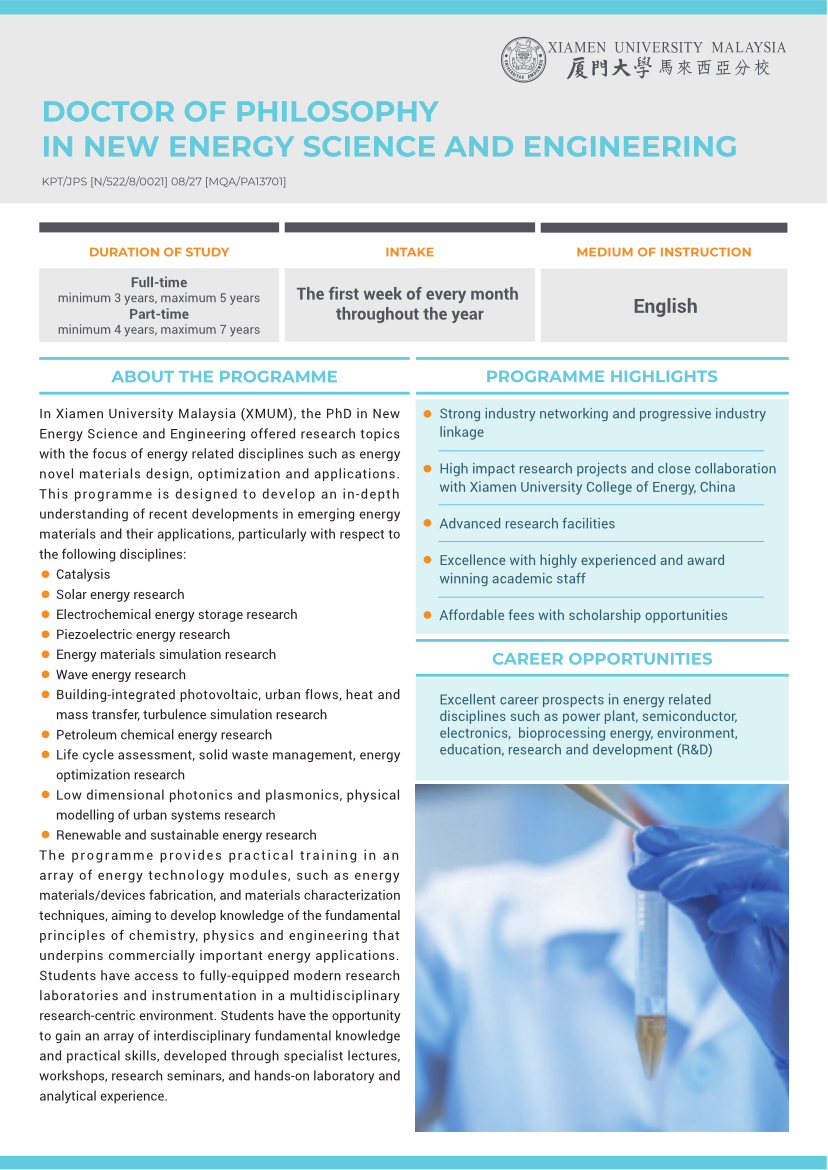 XIAMEN UNIVERSITY MALAYSIA
厦門大學 馬來西亞分校
DOCTOR OF PHILOSOPHY
IN NEW ENERGY SCIENCE AND ENGINEERING
KPT/JPS [N/522/8/0021] 08/27 [MQA/PA13701]
DURATION OF STUDY
Full-time
minimum 3 years, maximum 5 years
Part-time
minimum 4 years, maximum 7 years
INTAKE
The first week of every month
throughout the year
MEDIUM OF INSTRUCTION
English
ABOUT THE PROGRAMME
In Xiamen University Malaysia (XMUM), the PhD in New
Energy Science and Engineering offered research topics
with the focus of energy related disciplines such as energy
novel materials design, optimization and applications.
This programme is designed to develop an in-depth
understanding of recent developments in emerging energy
materials and their applications, particularly with respect to
the following disciplines:
Catalysis
Solar energy research
Electrochemical energy storage research
Piezoelectric energy research
Energy materials simulation research
Wave energy research
Building-integrated photovoltaic, urban flows, heat and
mass transfer, turbulence simulation research
Petroleum chemical energy research
Life cycle assessment, solid waste management, energy
optimization research
Low dimensional photonics and plasmonics, physical
modelling of urban systems research
Renewable and sustainable energy research
The programme provides practical training in an
array of energy technology modules, such as energy
materials/devices fabrication, and materials characterization
techniques, aiming to develop knowledge of the fundamental
principles of chemistry, physics and engineering that
underpins commercially important energy applications.
Students have access to fully-equipped modern research
laboratories and instrumentation in a multidisciplinary
research-centric environment. Students have the opportunity
to gain an array of interdisciplinary fundamental knowledge
and practical skills, developed through specialist lectures,
workshops, research seminars, and hands-on laboratory and
analytical experience.
PROGRAMME HIGHLIGHTS
Strong industry networking and progressive industry
linkage
High impact research projects and close collaboration
with Xiamen University College of Energy, China
Advanced research facilities
Excellence with highly experienced and award
winning academic staff
Affordable fees with scholarship opportunities
CAREER OPPORTUNITIES
Excellent career prospects in energy related
disciplines such as power plant, semiconductor,
electronics, bioprocessing energy, environment,
education, research and development (R&D)